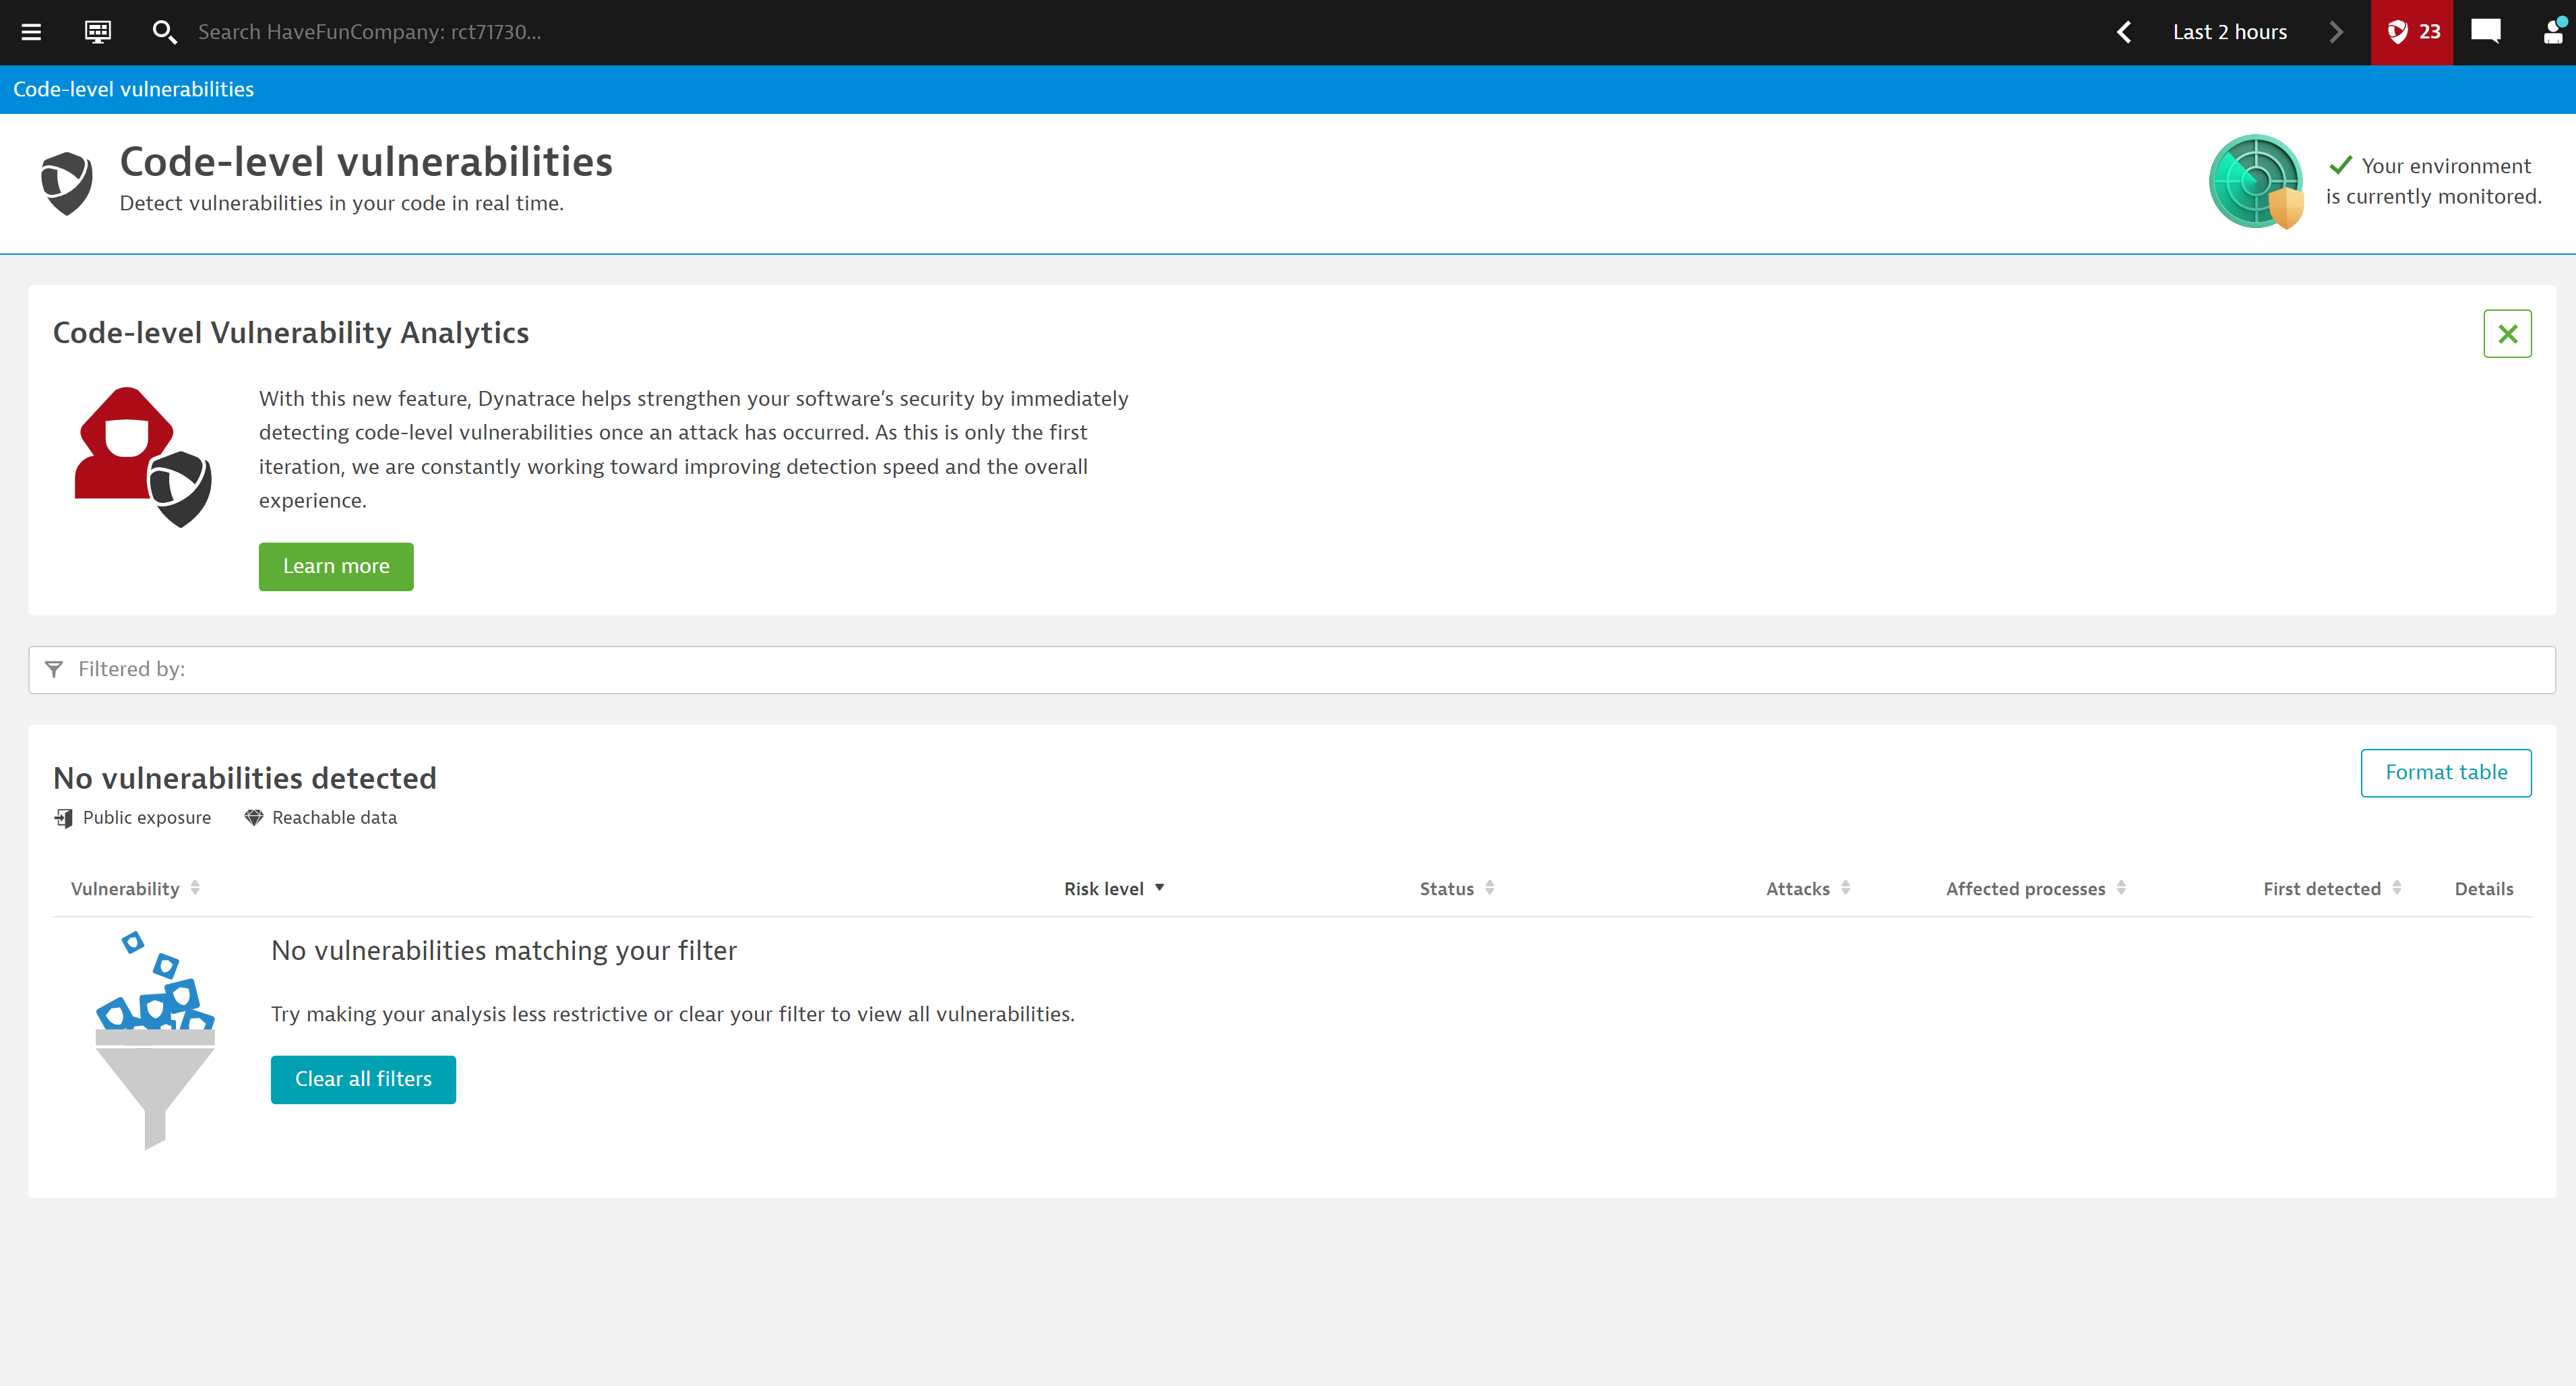 Search HaveFunCompany: rct71730...
Last 2 hours
23
Code-level vulnerabilities
Code-level vulnerabilities
Detect vulnerabilities in your code in real time.
Your environment
is currently monitored.
Code-level Vulnerability Analytics
With this new feature, Dynatrace helps strengthen your software’s security by immediately
detecting code-level vulnerabilities once an attack has occurred. As this is only the first
iteration, we are constantly working toward improving detection speed and the overall
experience.
Learn more
Filtered by:
No vulnerabilities detected
Format table
Public exposure Reachable data
Vulnerability Risk level Status Attacks Affected processes First detected Details
No vulnerabilities matching your filter
Try making your analysis less restrictive or clear your filter to view all vulnerabilities.
Clear all filters